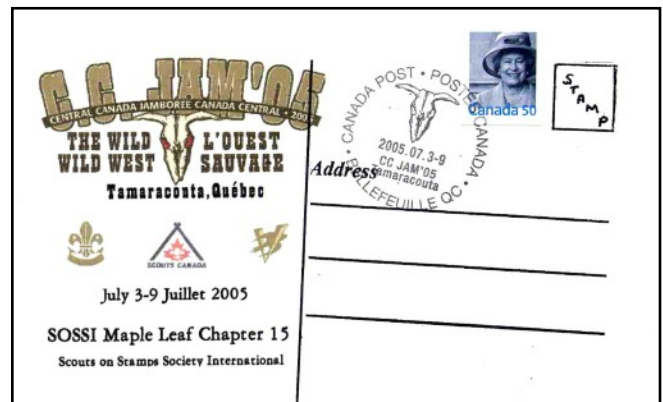 C.C. JAM'05
CENTRAL CANADA JAMBOREE CANADA CENTRAL • 2005
THE WILD L'OUEST
WILD WEST SAUVAGE
Tamaracouta, Québec
SCOUTS CANADA
July 3-9 Juillet 2005
SOSSI Maple Leaf Chapter 15
Scouts on Stamps Society International
CANADA POST • POSTES CANADA •
2005.07.3-9
CC JAM'05
Tamaracouta
• BELLEFEUILLE QC •
Canada 50
STAMP
Address